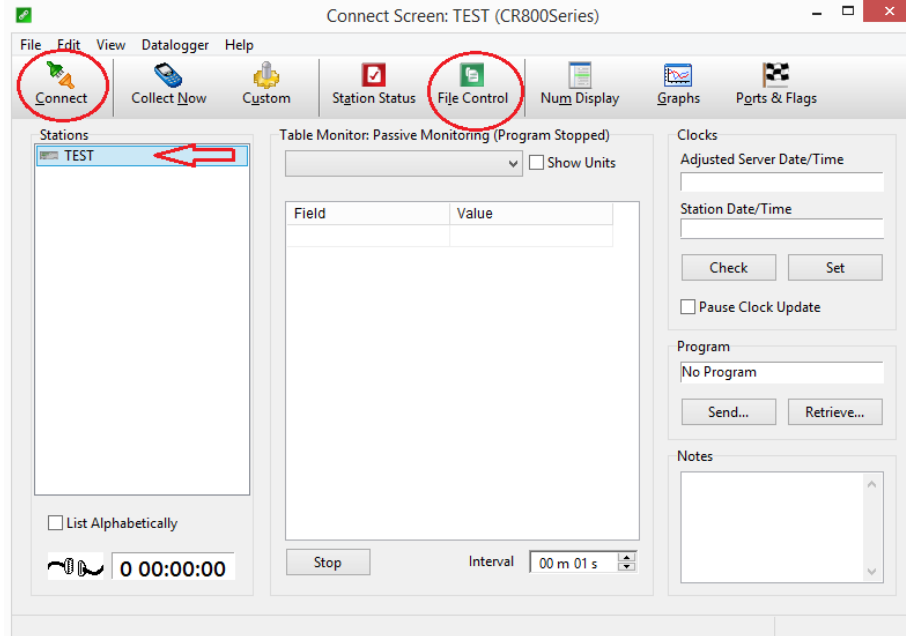 Connect Screen: TEST (CR800Series)
File Edit View Datalogger Help
Connect Collect Now Custom Station Status File Control Num Display Graphs Ports & Flags
Stations
TEST
List Alphabetically
0 00:00:00
Table Monitor: Passive Monitoring (Program Stopped)
Show Units
Field Value
Stop Interval 00 m 01 s
Clocks
Adjusted Server Date/Time
Station Date/Time
Check Set
Pause Clock Update
Program
No Program
Send... Retrieve...
Notes